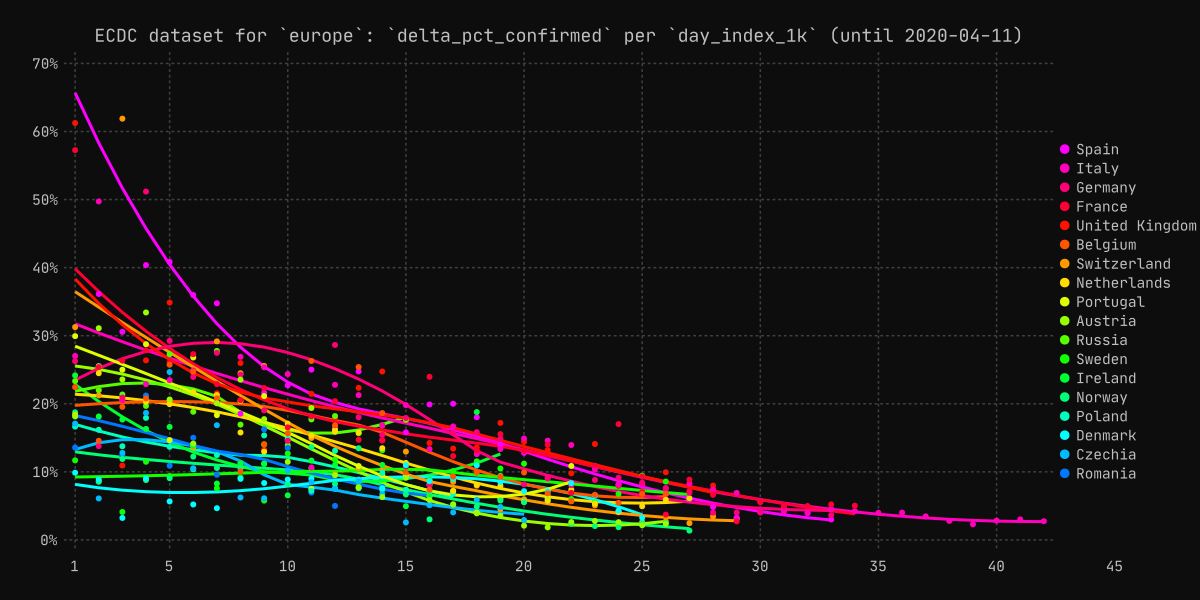 ECDC dataset for `europe`: `delta_pct_confirmed` per `day_index_1k` (until 2020-04-11)
70%
60%
50%
40%
30%
20%
10%
0%
1 5 10 15 20 25 30 35 40 45
Spain
Italy
Germany
France
United Kingdom
Belgium
Switzerland
Netherlands
Portugal
Austria
Russia
Sweden
Ireland
Norway
Poland
Denmark
Czechia
Romania